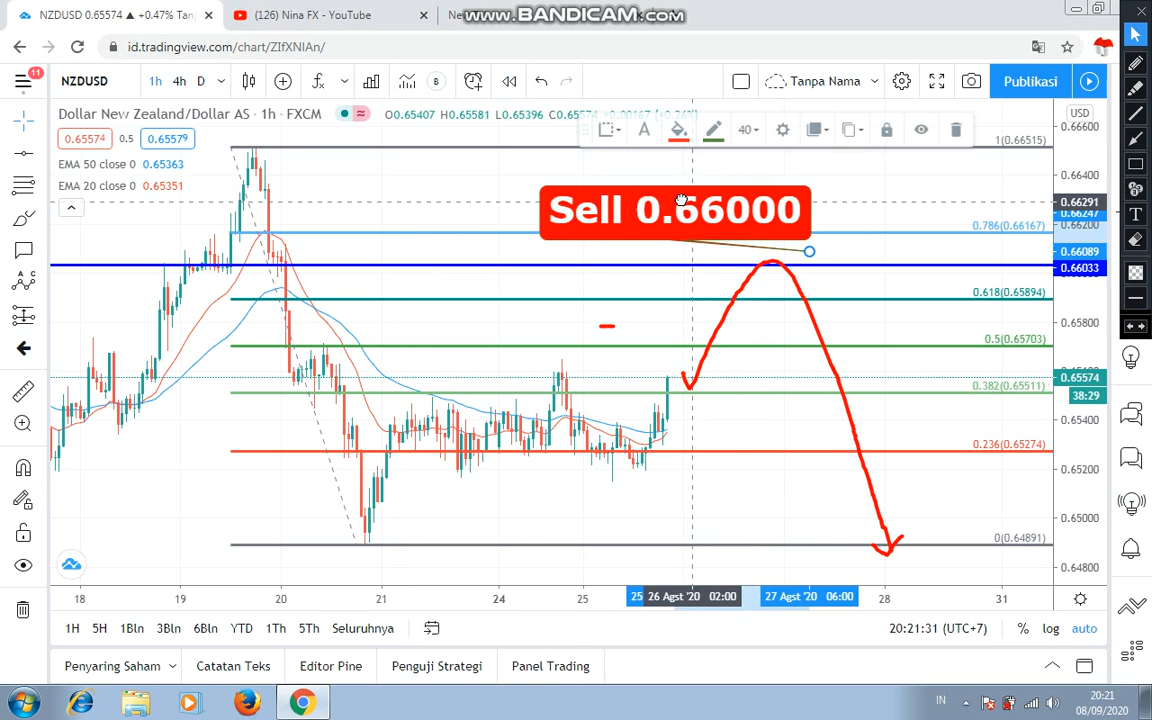 NZDUSD 0.65574 ▲ +0.47%
(126) Nina FX - YouTube
WWW.BANDICAM.COM
id.tradingview.com/chart/ZIfXNIAn/
11
NZDUSD
1h 4h D
B
Tanpa Nama
Publikasi
Dollar New Zealand/Dollar AS · 1h · FXCM
O0.65407 H0.65581 L0.65396
USD
0.65574 0.5 0.65579
40
EMA 50 close 0 0.65363
EMA 20 close 0 0.65351
1(0.66515)
0.786(0.66167)
0.618(0.65894)
0.5(0.65703)
0.382(0.65511)
0.236(0.65274)
0(0.64891)
Sell 0.66000
0.66600
0.66400
0.66291
0.66247
0.66200
0.66089
0.66033
0.65800
0.65574
38:29
0.65400
0.65200
0.65000
0.64800
18 19 20 21 24 25 25 26 Agst '20 02:00 27 Agst '20 06:00 28 31
1H 5H 1Bln 3Bln 6Bln YTD 1Th 5Th Seluruhnya
20:21:31 (UTC+7) % log auto
Penyaring Saham Catatan Teks Editor Pine Penguji Strategi Panel Trading
IN
20:21
08/09/2020